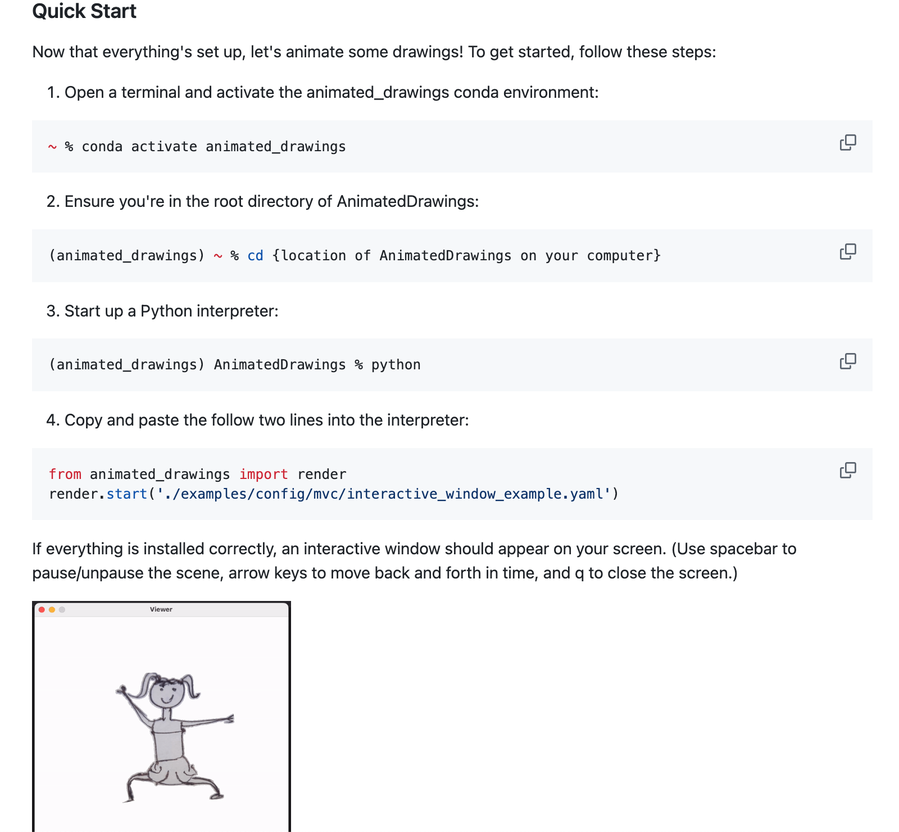 Quick Start
Now that everything's set up, let's animate some drawings! To get started, follow these steps:
1. Open a terminal and activate the animated_drawings conda environment:
~ % conda activate animated_drawings
2. Ensure you're in the root directory of AnimatedDrawings:
(animated_drawings) ~ % cd {location of AnimatedDrawings on your computer}
3. Start up a Python interpreter:
(animated_drawings) AnimatedDrawings % python
4. Copy and paste the follow two lines into the interpreter:
from animated_drawings import render
render.start('./examples/config/mvc/interactive_window_example.yaml')
If everything is installed correctly, an interactive window should appear on your screen. (Use spacebar to
pause/unpause the scene, arrow keys to move back and forth in time, and q to close the screen.)
Viewer